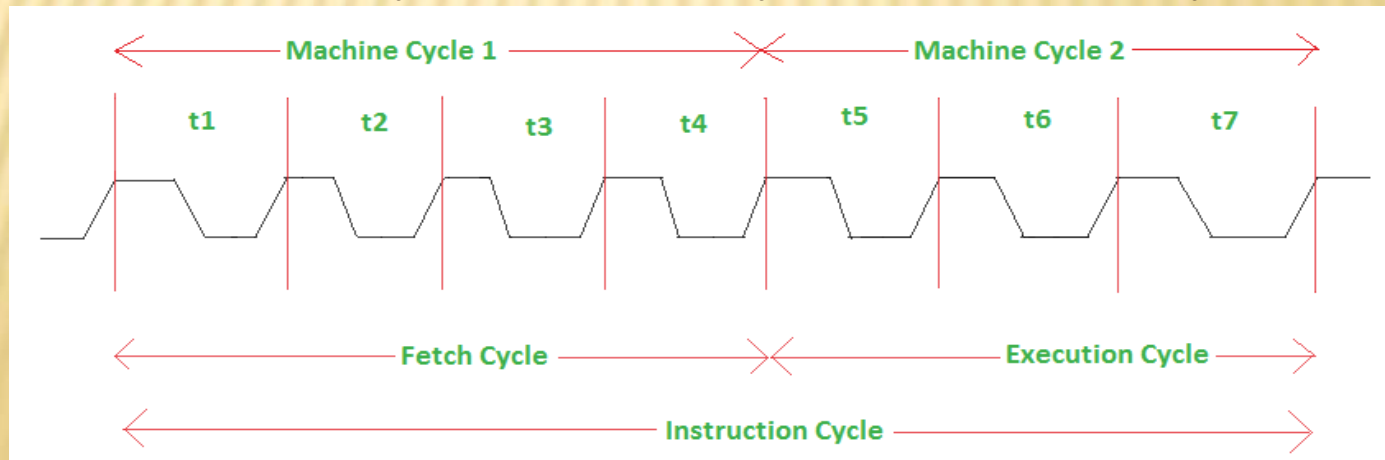 Machine Cycle 1 Machine Cycle 2
t1 t2 t3 t4 t5 t6 t7
Fetch Cycle Execution Cycle
Instruction Cycle